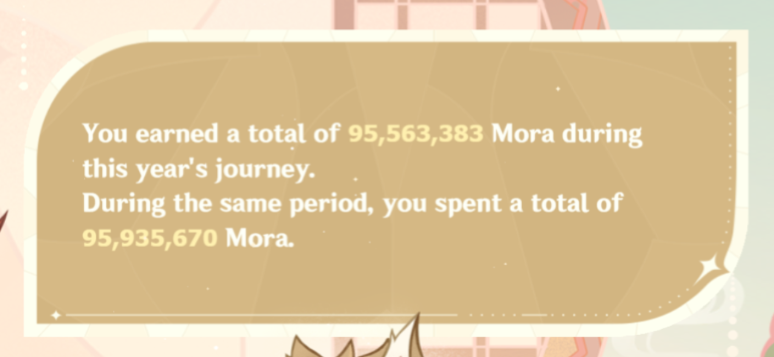 You earned a total of 95,563,383 Mora during
this year's journey.
During the same period, you spent a total of
95,935,670 Mora.